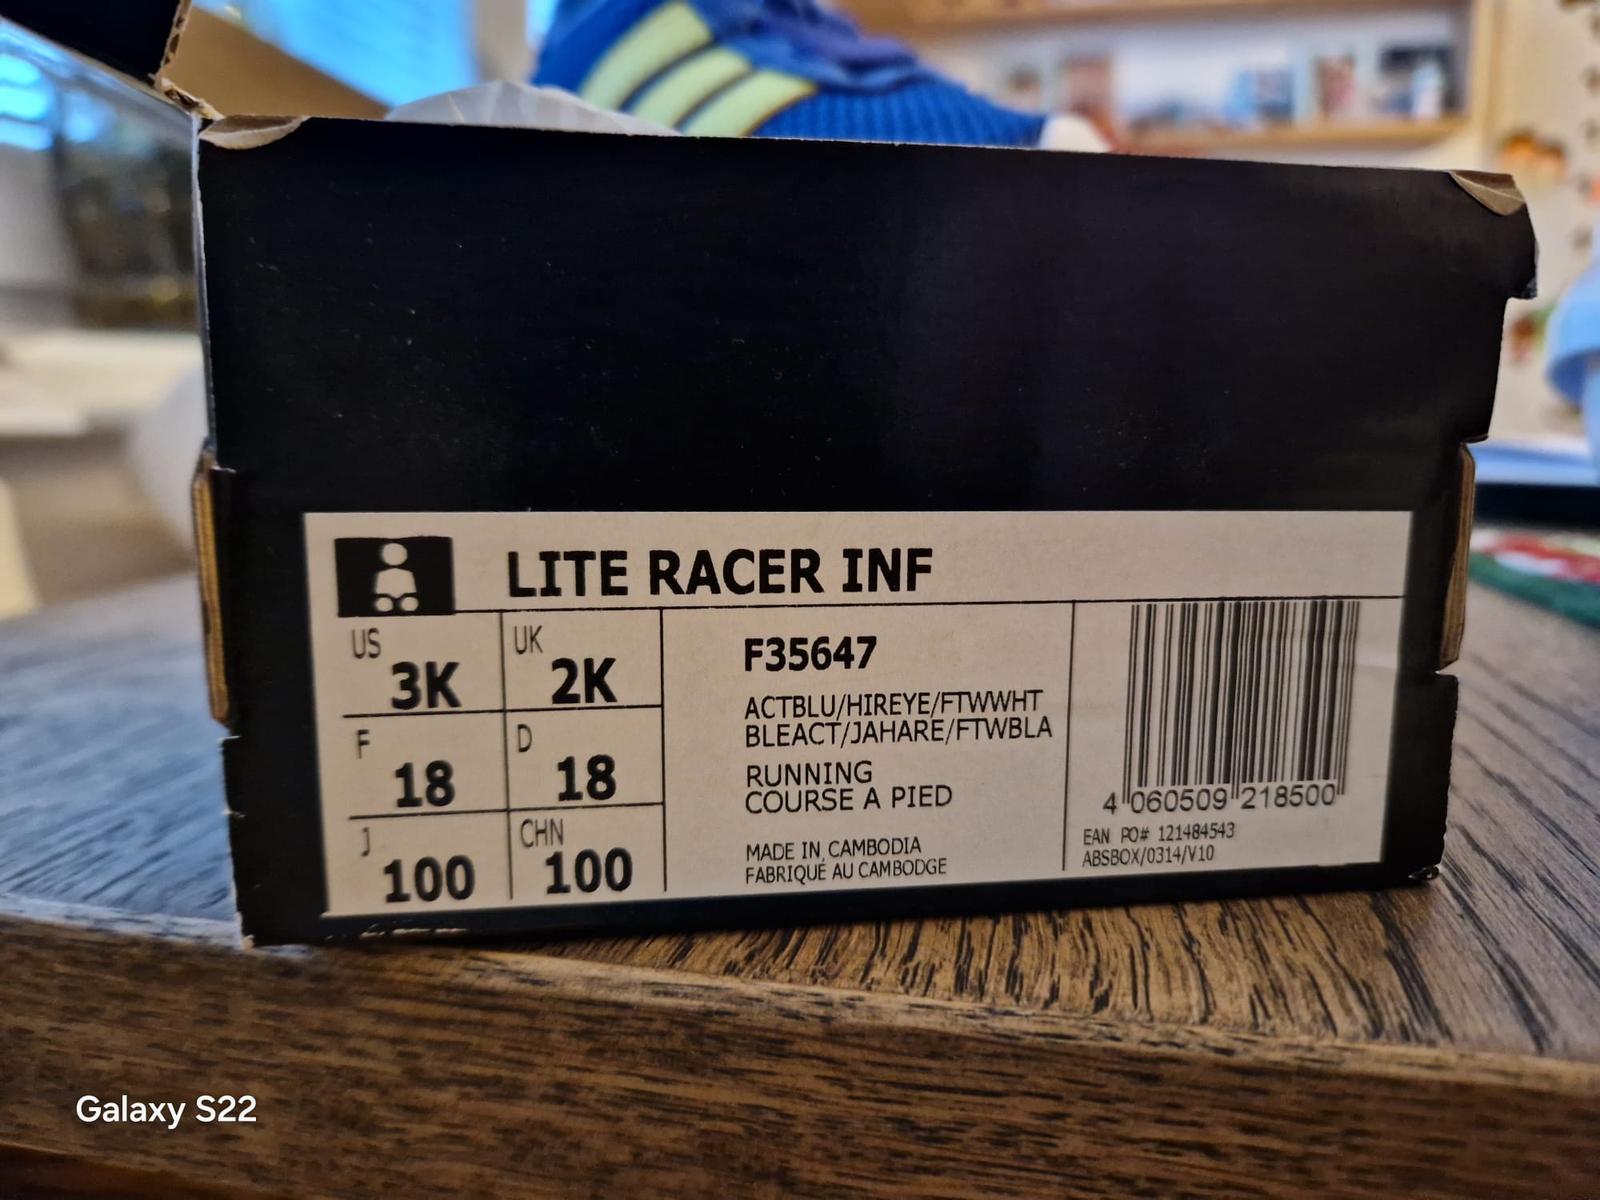 LITE RACER INF
US 3K
UK 2K
F 18
D 18
J 100
CHN 100
F35647
ACTBLU/HIREYE/FTWWHT
BLEACT/JAHARE/FTWBLA
RUNNING
COURSE A PIED
MADE IN CAMBODIA
FABRIQUÉ AU CAMBODGE
4 060509 218500
EAN PO# 121484543
ABSBOX/0314/V10
Galaxy S22